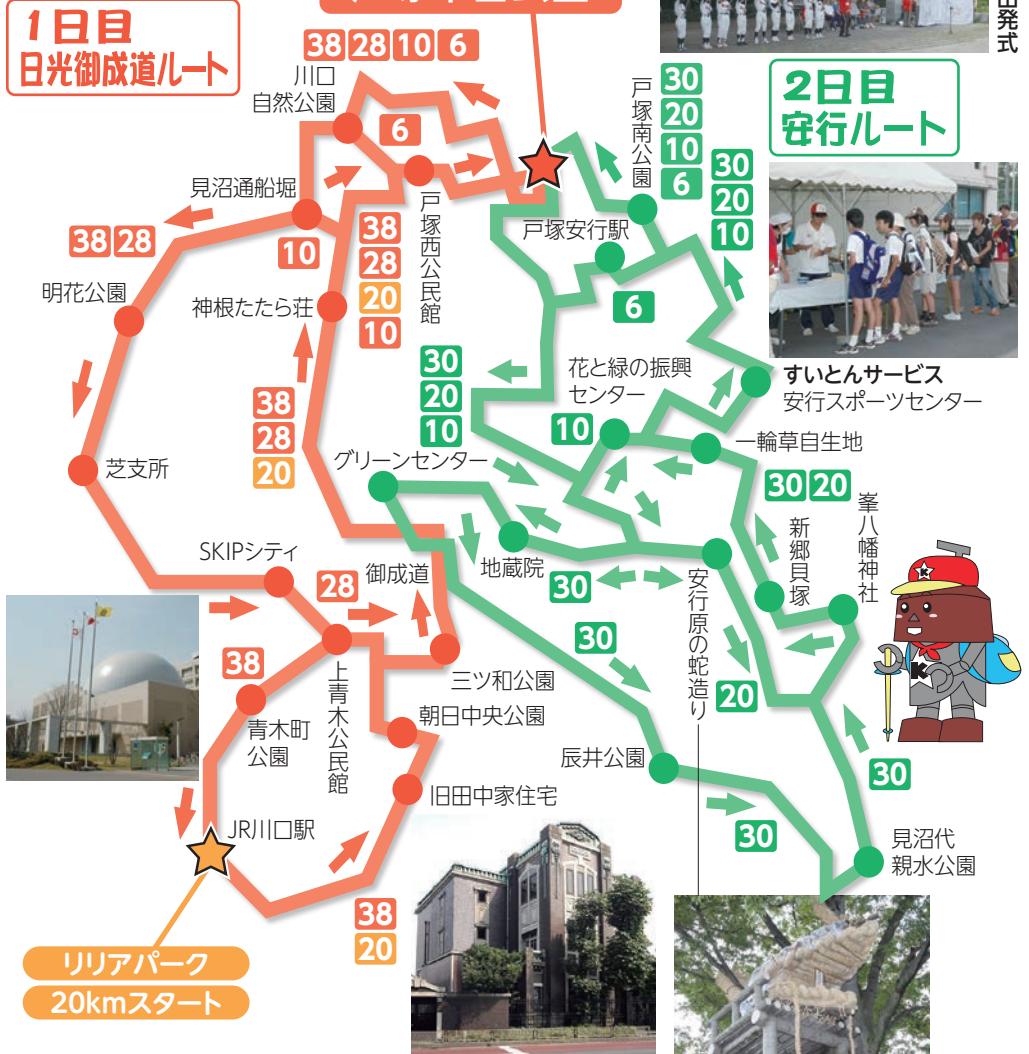 1日目
日光御成道ルート
出発式
38 28 10 6
川口
自然公園
6
戸塚南公園
30
20
10
6
2日目
安行ルート
30
20
10
見沼通船堀
38 28
10
戸塚西公民館
38
28
20
10
戸塚安行駅
6
明花公園
神根たたら荘
30
20
10
花と緑の振興
センター
10
すいとんサービス
安行スポーツセンター
38
28
20
芝支所
グリーンセンター
一輪草自生地
30 20
峯八幡神社
新郷貝塚
SKIPシティ
28
御成道
地蔵院
30
安行原の蛇造り
30
20
38
青木町
公園
上青木公民館
三ツ和公園
朝日中央公園
旧田中家住宅
辰井公園
30
30
見沼代
親水公園
JR川口駅
38
20
リリアパーク
20kmスタート
K